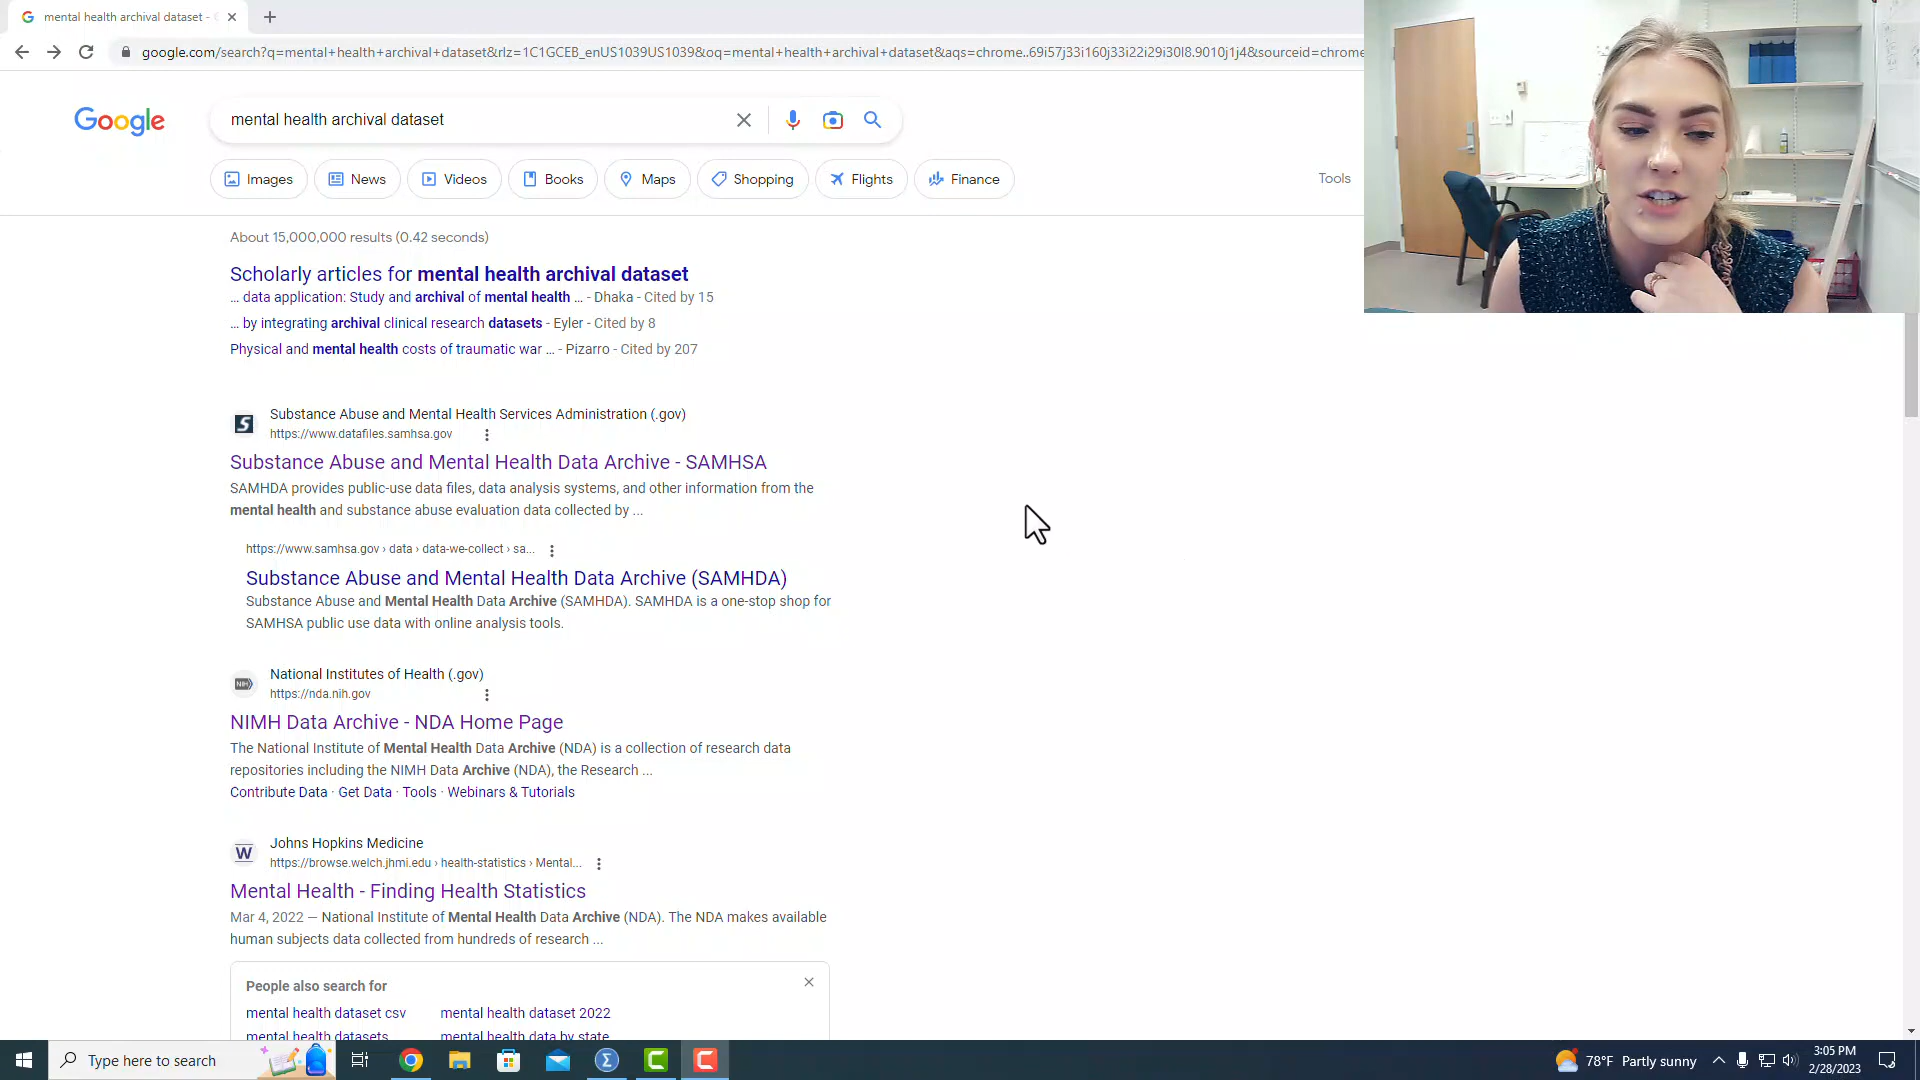 mental health archival dataset - G
google.com/search?q=mental+health+archival+dataset&rlz=1C1GCEB_enUS1039US1039&oq=mental+health+archival+dataset&aqs=chrome..69i57j33i160j33i22i29i30l8.9010j1j4&sourceid=chrome
Google
mental health archival dataset
Images
News
Videos
Books
Maps
Shopping
Flights
Finance
Tools
About 15,000,000 results (0.42 seconds)
Scholarly articles for mental health archival dataset
... data application: Study and archival of mental health ... - Dhaka - Cited by 15
... by integrating archival clinical research datasets - Eyler - Cited by 8
Physical and mental health costs of traumatic war ... - Pizarro - Cited by 207
Substance Abuse and Mental Health Services Administration (.gov)
https://www.datafiles.samhsa.gov
Substance Abuse and Mental Health Data Archive - SAMHSA
SAMHDA provides public-use data files, data analysis systems, and other information from the
mental health and substance abuse evaluation data collected by ...
https://www.samhsa.gov › data › data-we-collect › sa...
Substance Abuse and Mental Health Data Archive (SAMHDA)
Substance Abuse and Mental Health Data Archive (SAMHDA). SAMHDA is a one-stop shop for
SAMHSA public use data with online analysis tools.
NIH
National Institutes of Health (.gov)
https://nda.nih.gov
NIMH Data Archive - NDA Home Page
The National Institute of Mental Health Data Archive (NDA) is a collection of research data
repositories including the NIMH Data Archive (NDA), the Research ...
Contribute Data · Get Data · Tools · Webinars & Tutorials
W
Johns Hopkins Medicine
https://browse.welch.jhmi.edu › health-statistics › Mental...
Mental Health - Finding Health Statistics
Mar 4, 2022 — National Institute of Mental Health Data Archive (NDA). The NDA makes available
human subjects data collected from hundreds of research ...
People also search for
mental health dataset csv
mental health dataset 2022
mental health datasets
mental health data by state
Type here to search
78°F Partly sunny
3:05 PM
2/28/2023